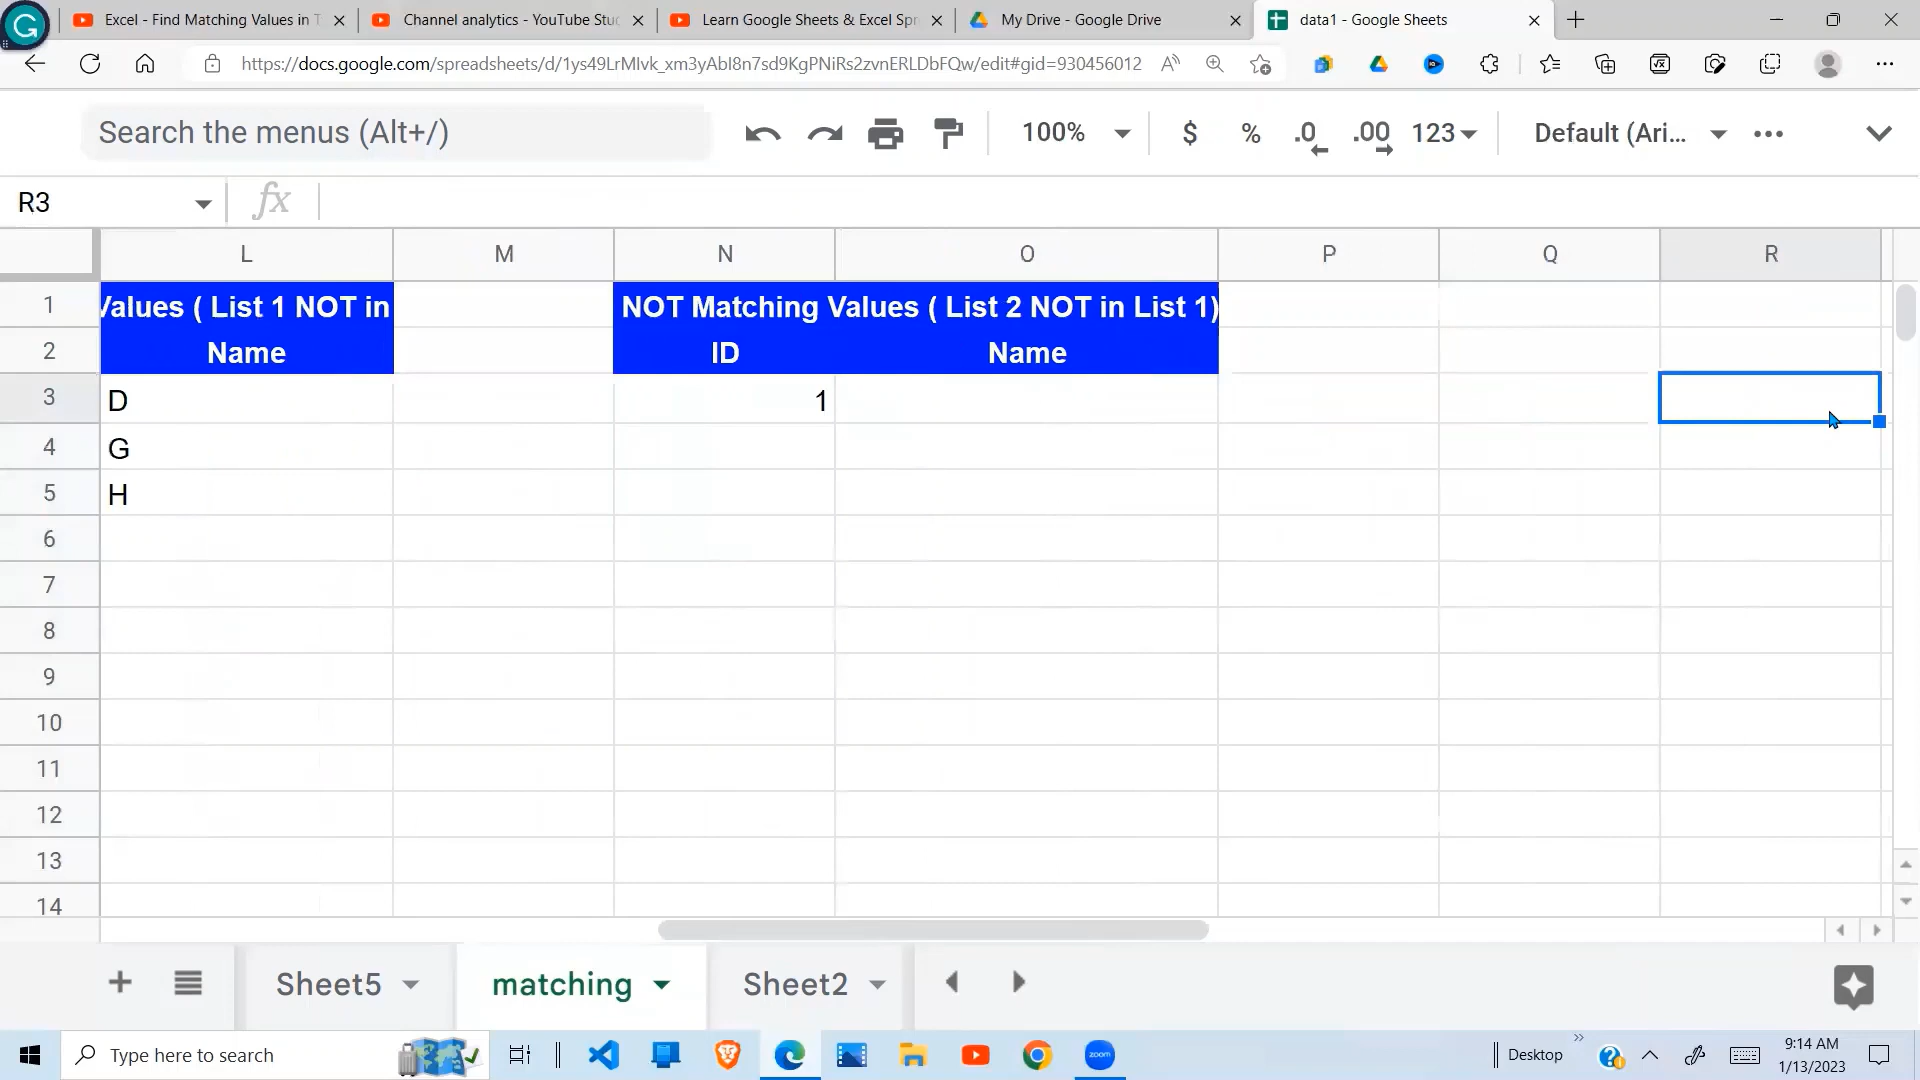 Excel - Find Matching Values in T
Channel analytics - YouTube Stu
Learn Google Sheets & Excel Spr
My Drive - Google Drive
data1 - Google Sheets
https://docs.google.com/spreadsheets/d/1ys49LrMIvk_xm3yAbI8n7sd9KgPNiRs2zvnERLDbFQw/edit#gid=930456012
Search the menus (Alt+/)
100%
$
%
.0
.00
123
Default (Ari...
R3
fx
L M N O P Q R
1 Values ( List 1 NOT in NOT Matching Values ( List 2 NOT in List 1)
2 Name ID Name
3 D 1
4 G
5 H
6
7
8
9
10
11
12
13
14
Sheet5
matching
Sheet2
Type here to search
zoom
Desktop
9:14 AM
1/13/2023